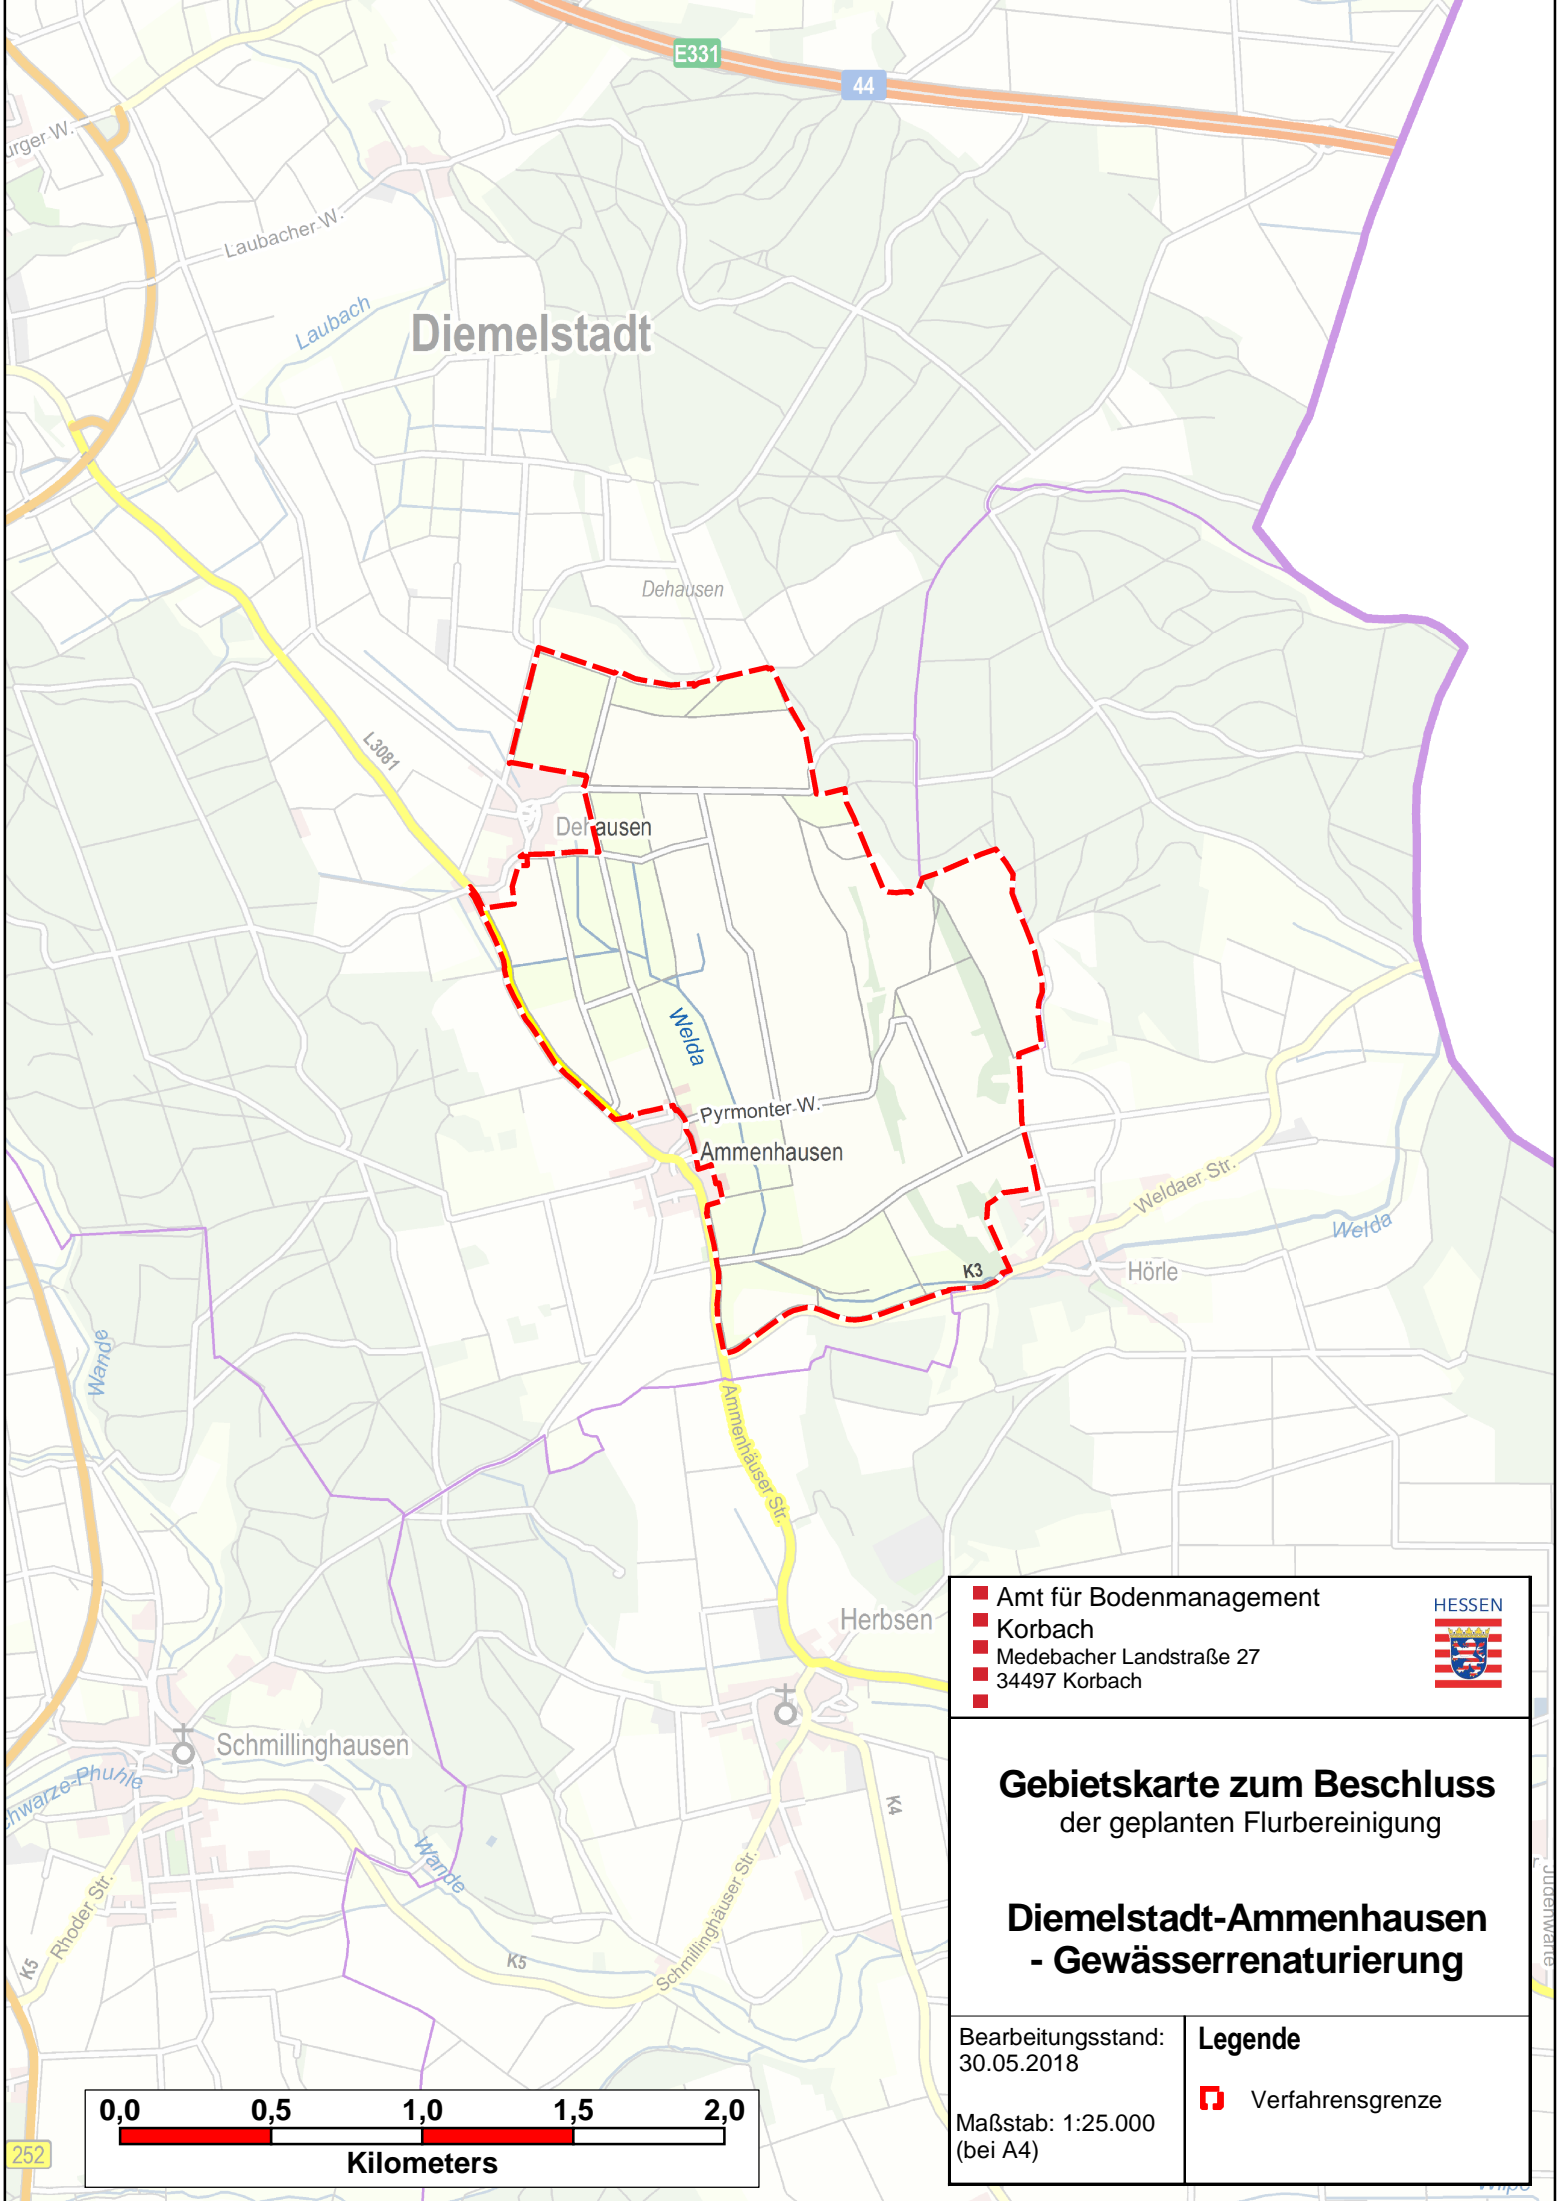 E331
44
Laubacher W.
Laubach
Diemelstadt
Dehausen
L3081
Dehausen
Welda
Pyrmonter W.
Ammenhausen
Weldaer Str.
Welda
K3
Hörle
Wande
Ammenhäuser Str.
Herbsen
Schmillinghausen
Wande
K4
Rhoder Str.
K5
K5
Schmillinghäuser Str.
252
Judenwarte
Amt für Bodenmanagement
Korbach
Medebacher Landstraße 27
34497 Korbach
HESSEN
Gebietskarte zum Beschluss
der geplanten Flurbereinigung
Diemelstadt-Ammenhausen
- Gewässerrenaturierung
Bearbeitungsstand:
30.05.2018
Maßstab: 1:25.000
(bei A4)
Legende
Verfahrensgrenze
0,0 0,5 1,0 1,5 2,0
Kilometers